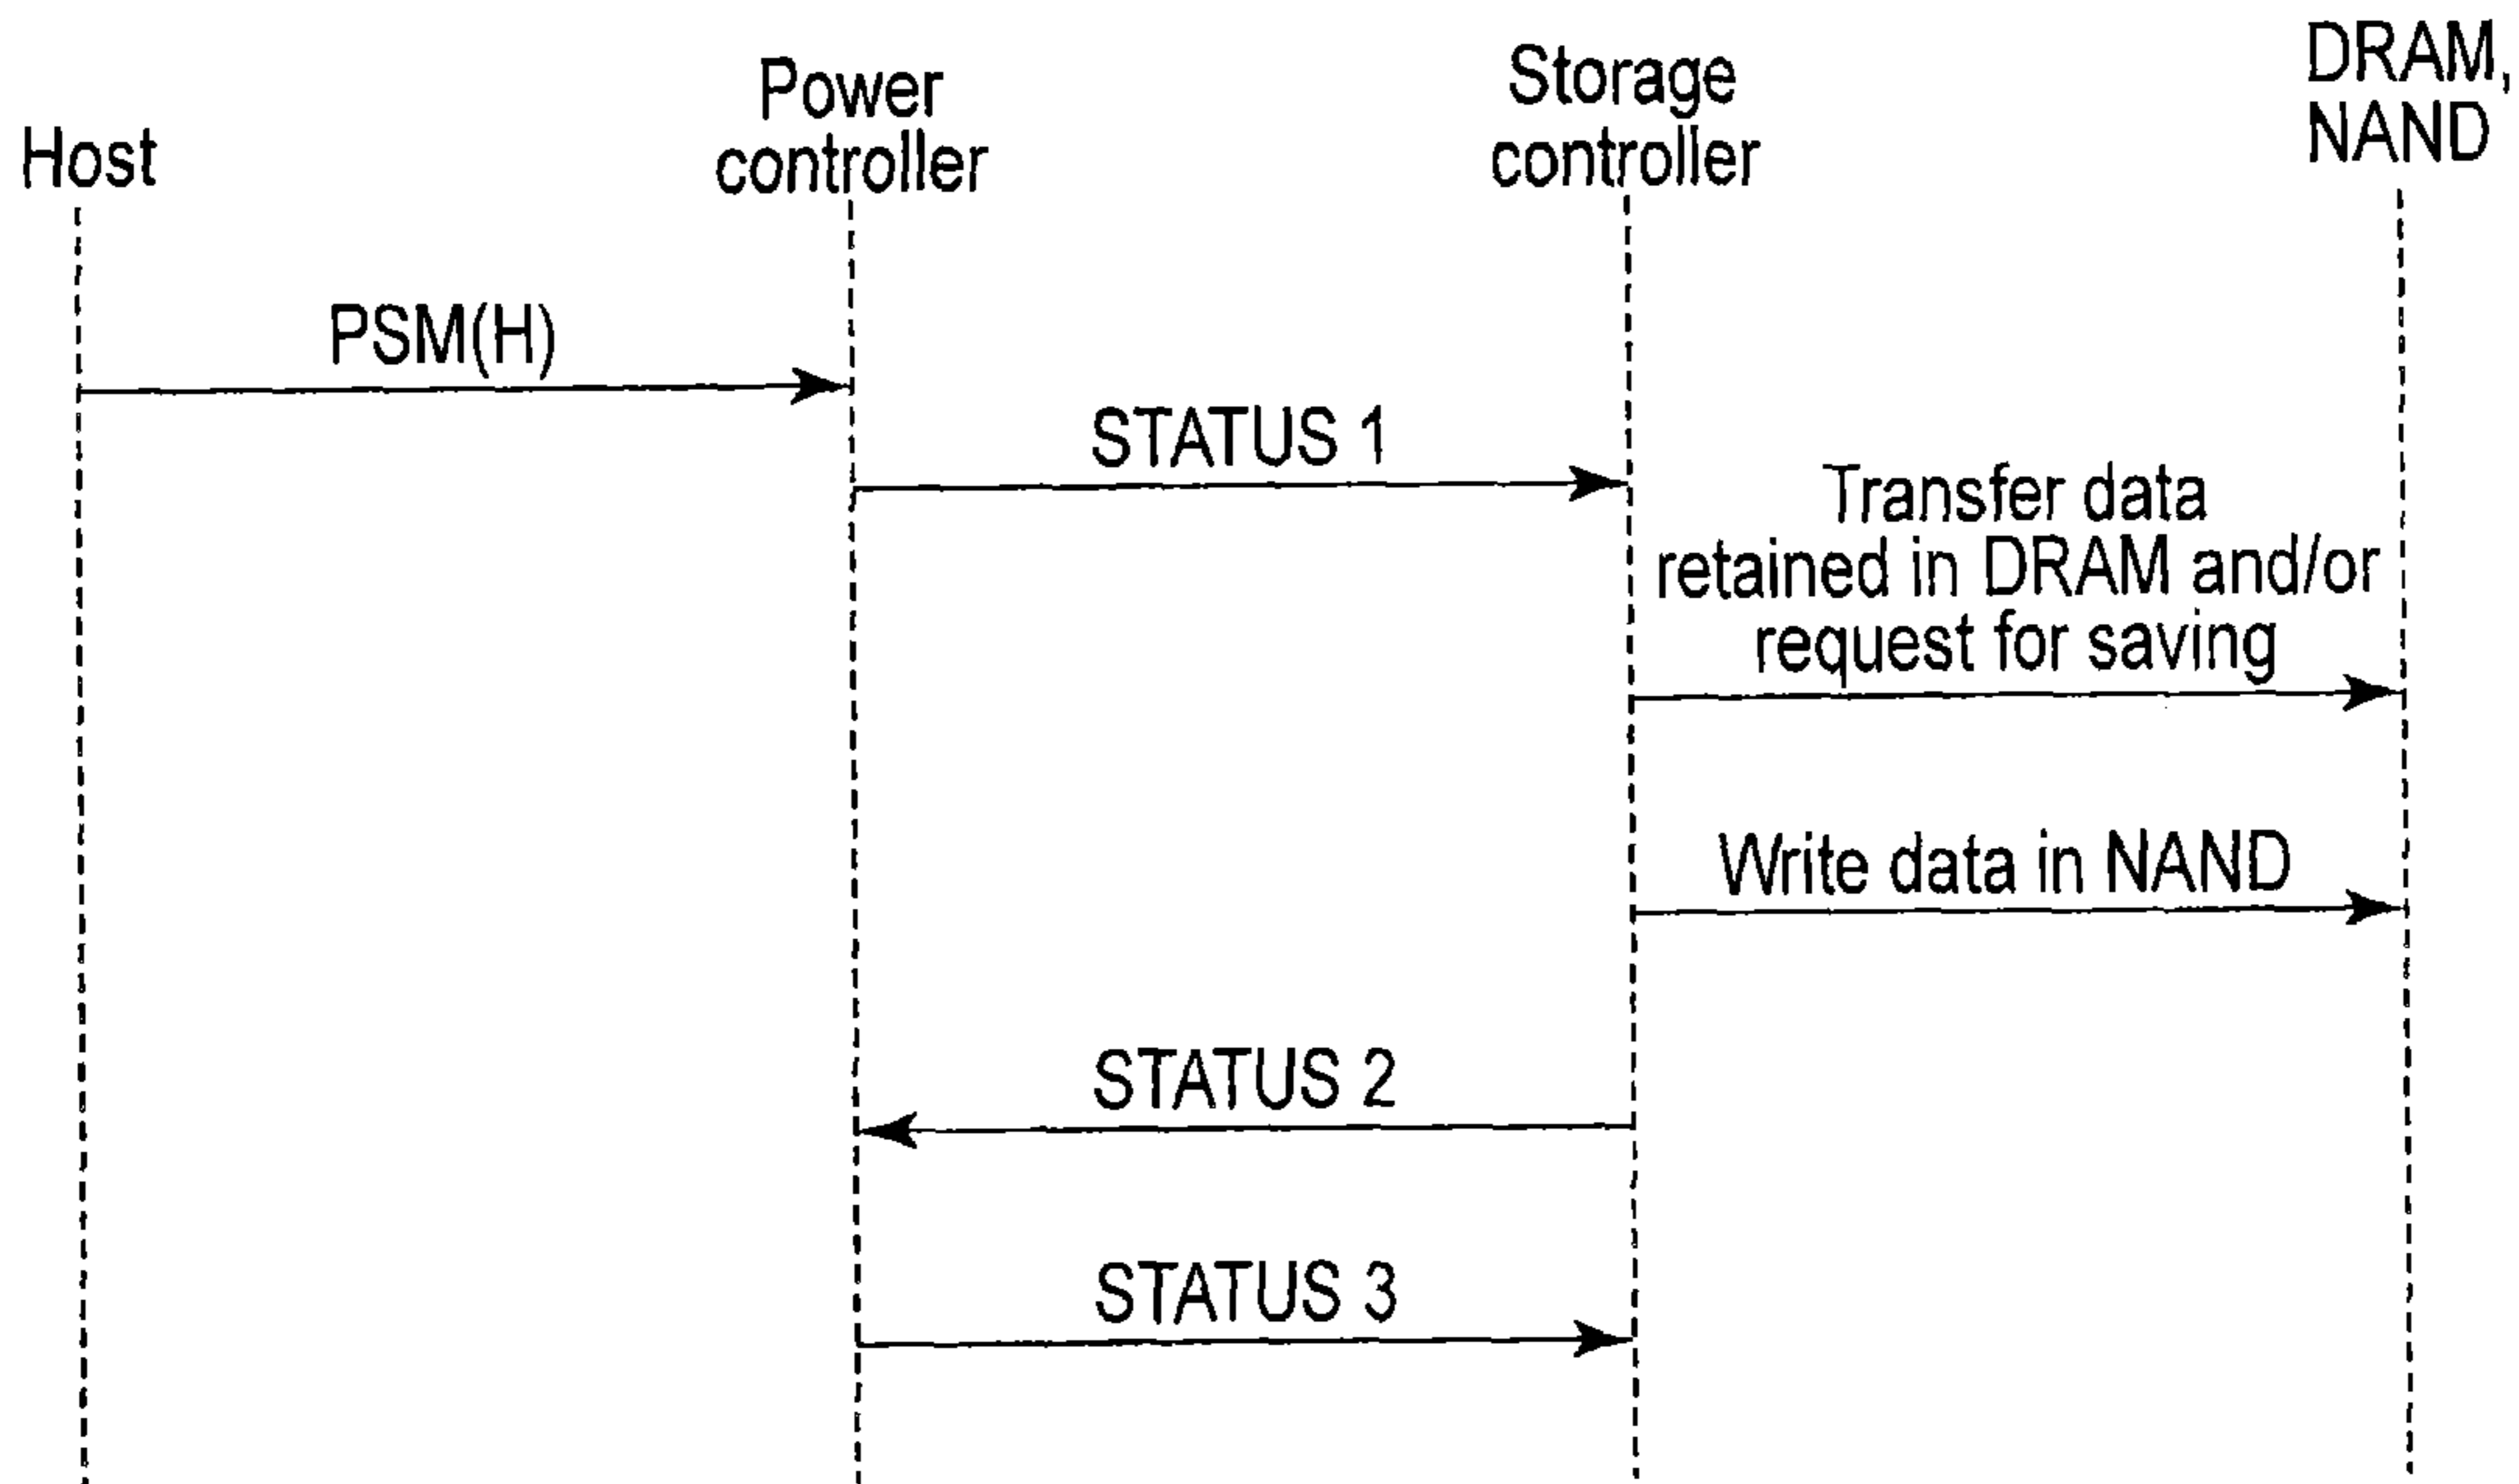 Host
Power
controller
Storage
controller
DRAM,
NAND
PSM(H)
STATUS 1
Transfer data
retained in DRAM and/or
request for saving
Write data in NAND
STATUS 2
STATUS 3